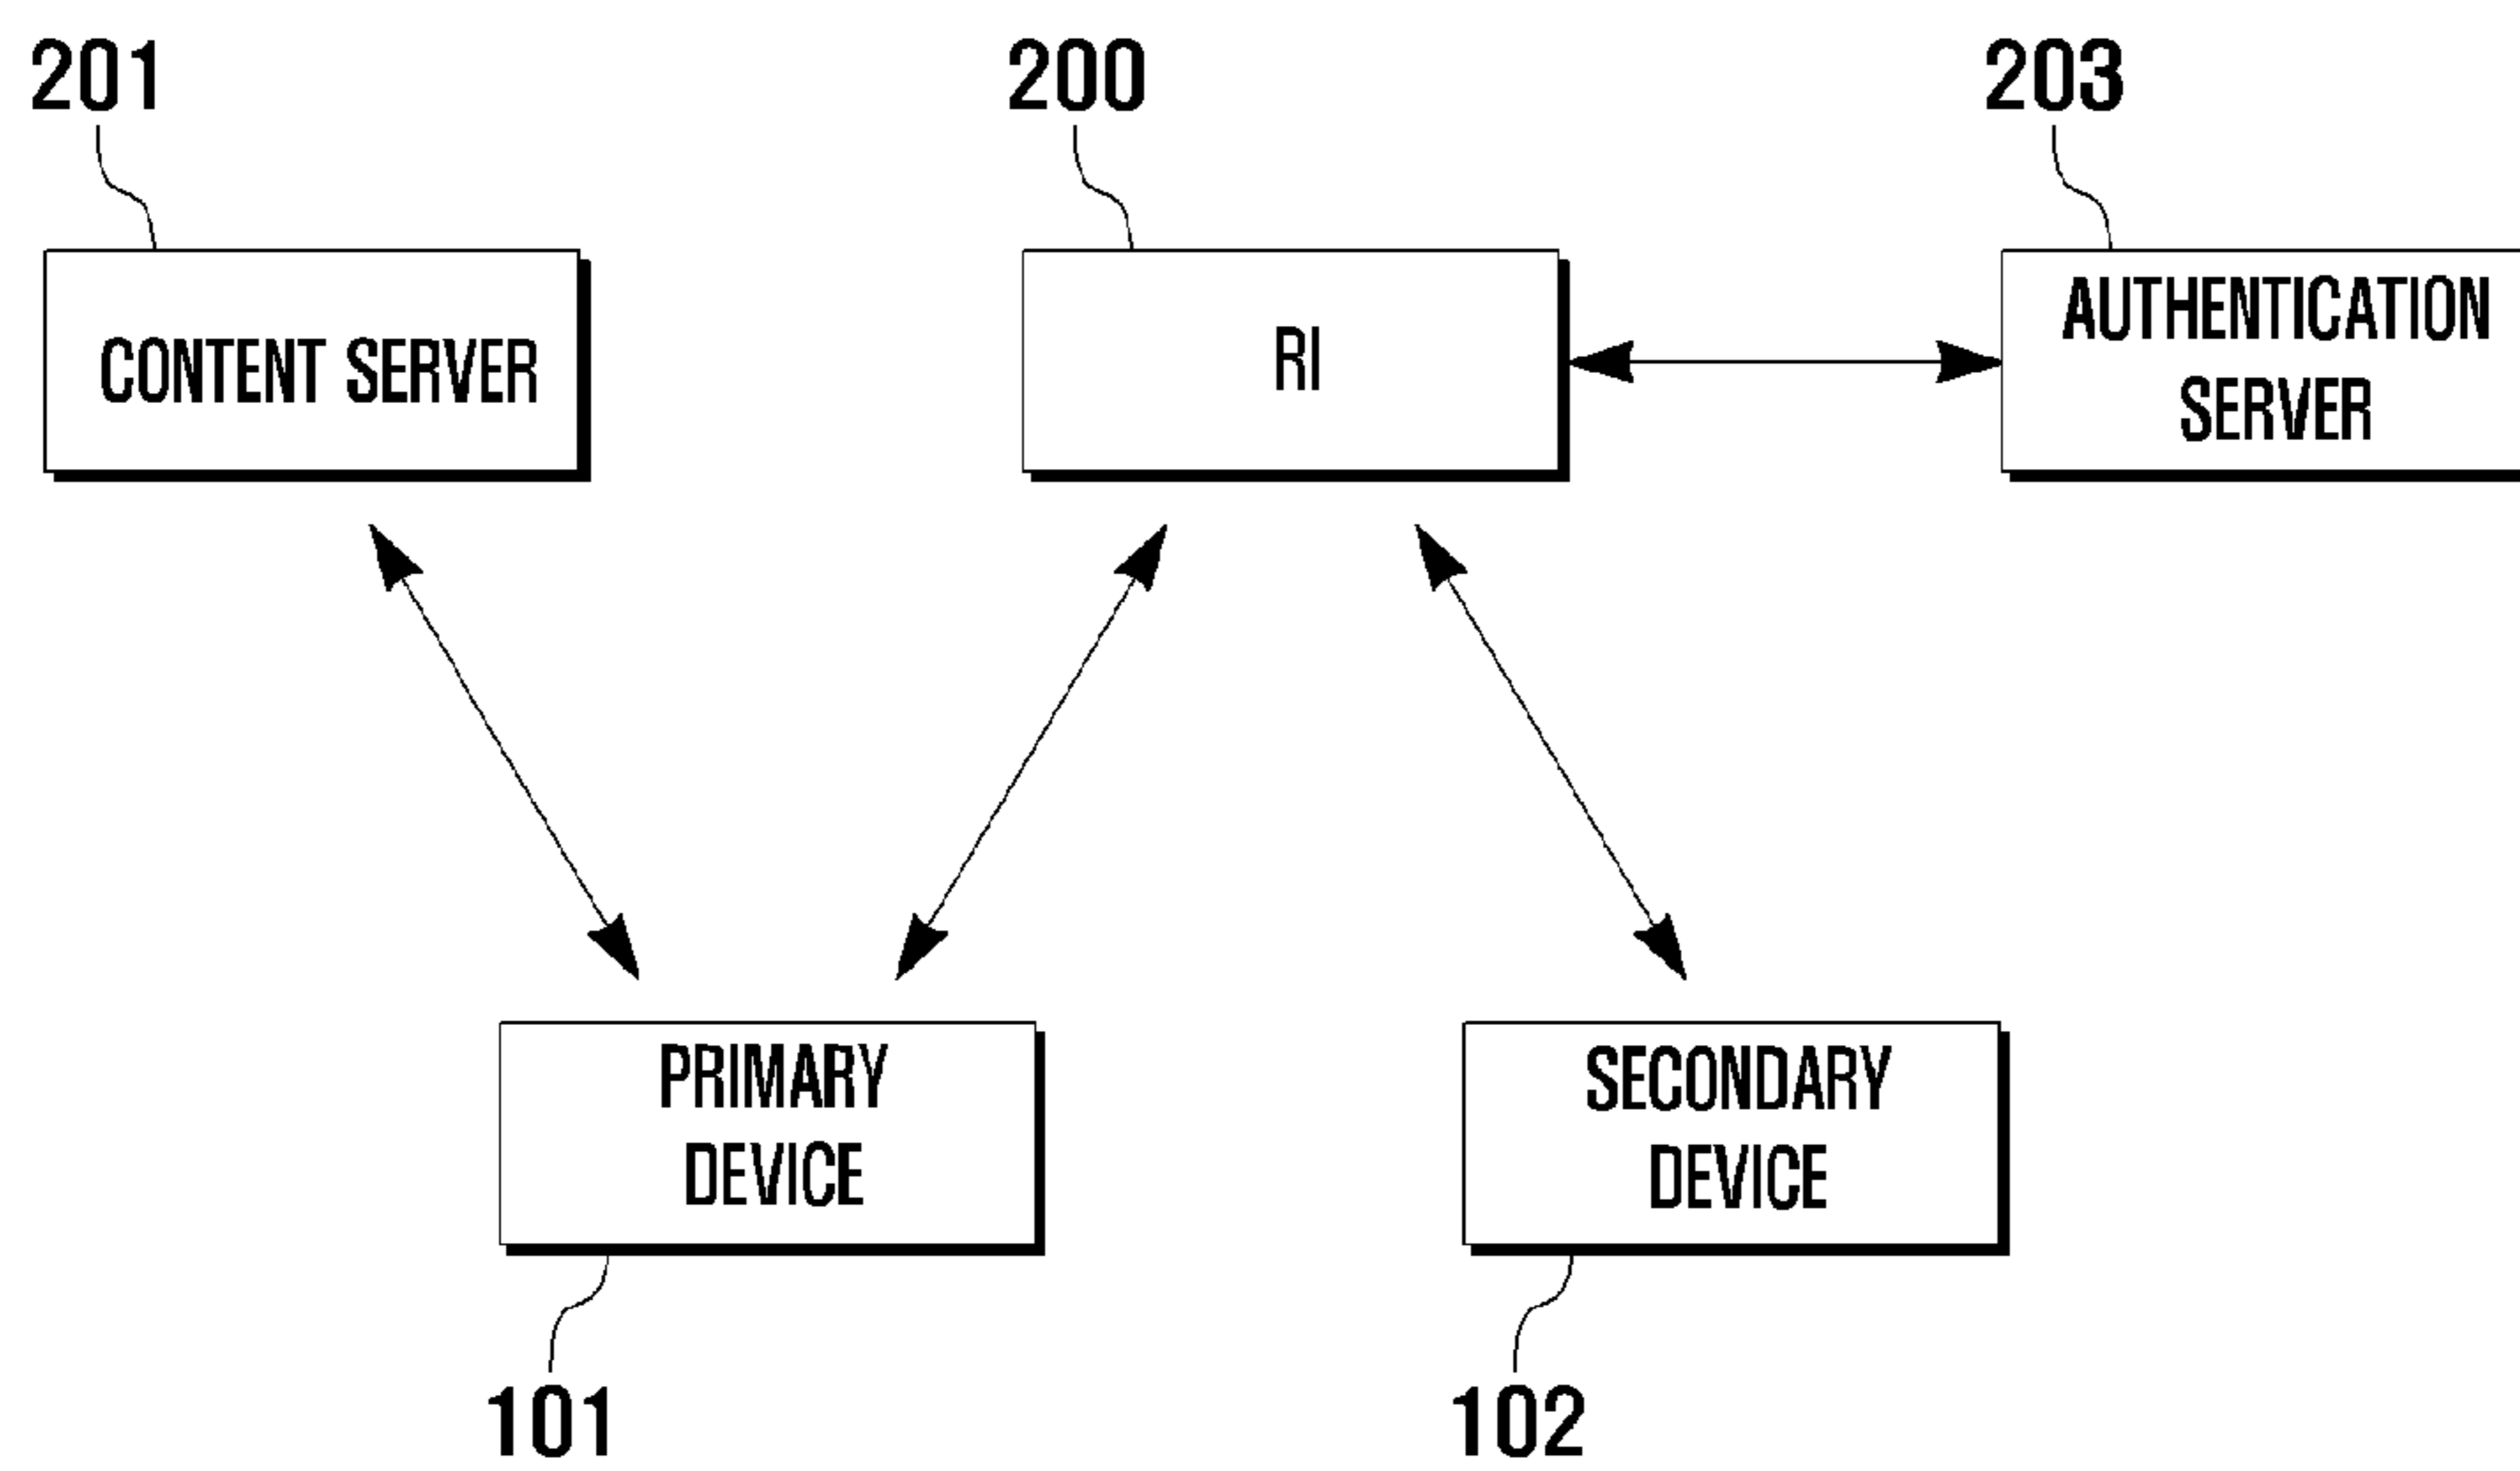 201
200
203
CONTENT SERVER
RI
AUTHENTICATION
SERVER
PRIMARY
DEVICE
SECONDARY
DEVICE
101
102